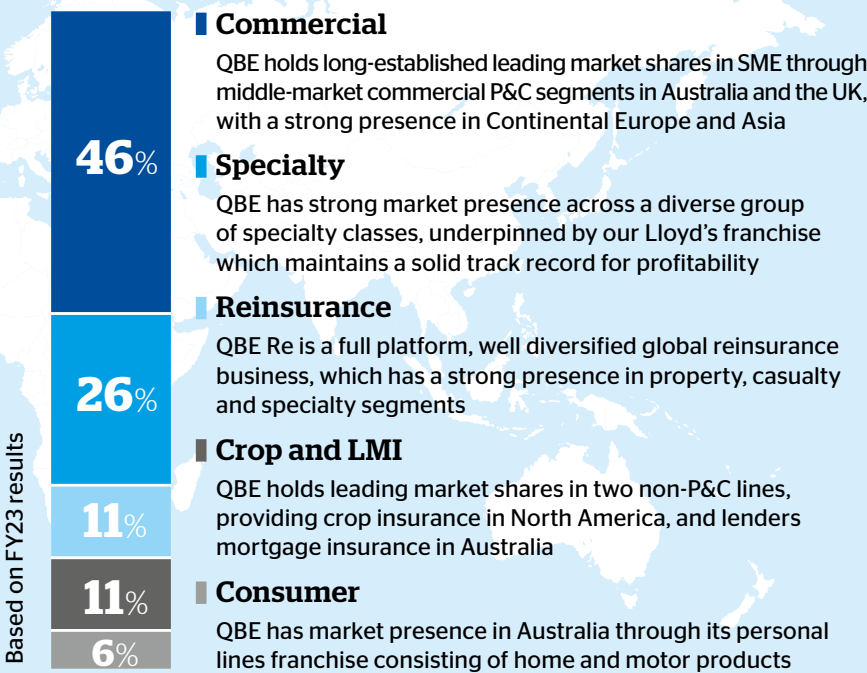 Commercial
QBE holds long-established leading market shares in SME through
middle-market commercial P&C segments in Australia and the UK,
with a strong presence in Continental Europe and Asia
46%
Specialty
QBE has strong market presence across a diverse group
of specialty classes, underpinned by our Lloyd's franchise
which maintains a solid track record for profitability
26%
Reinsurance
QBE Re is a full platform, well diversified global reinsurance
business, which has a strong presence in property, casualty
and specialty segments
11%
Crop and LMI
QBE holds leading market shares in two non-P&C lines,
providing crop insurance in North America, and lenders
mortgage insurance in Australia
11%
Consumer
QBE has market presence in Australia through its personal
lines franchise consisting of home and motor products
6%
Based on FY23 results